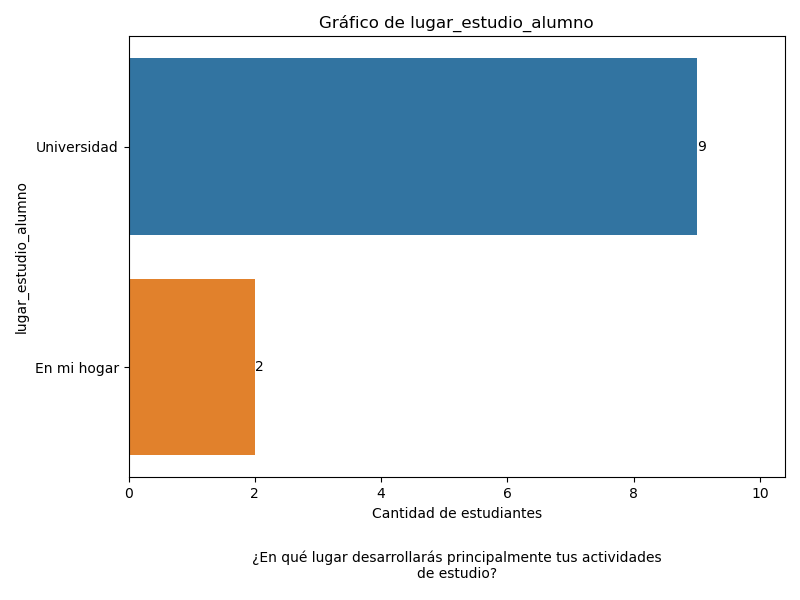 Gráfico de lugar_estudio_alumno
Universidad
9
lugar_estudio_alumno
En mi hogar
2
0 2 4 6 8 10
Cantidad de estudiantes
¿En qué lugar desarrollarás principalmente tus actividades
de estudio?